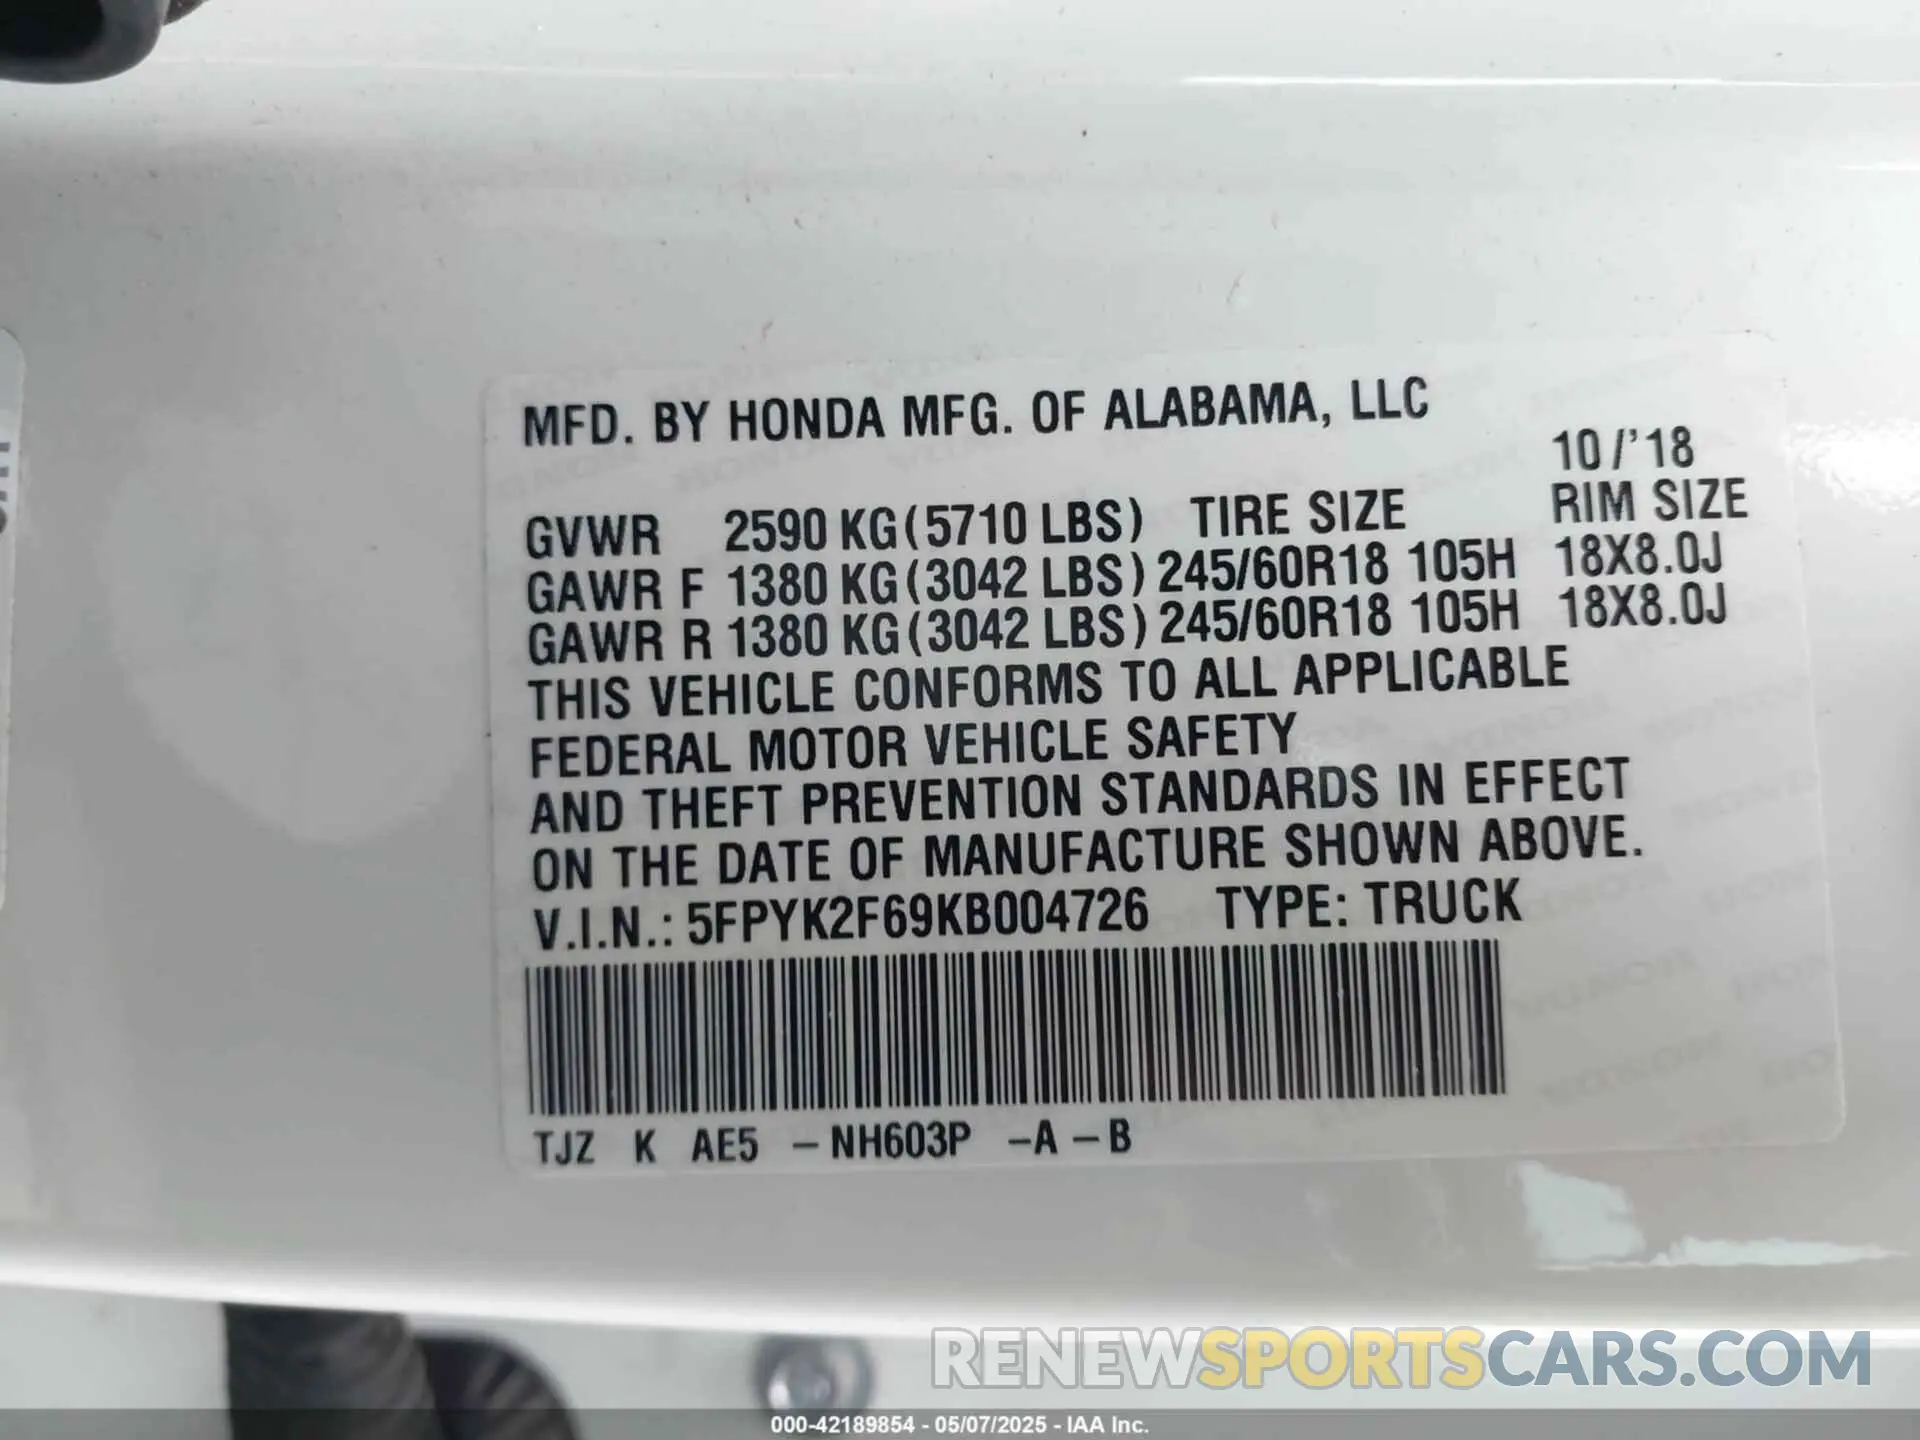 MFD. BY HONDA MFG. OF ALABAMA, LLC
10/'18
GVWR 2590 KG(5710 LBS) TIRE SIZE RIM SIZE
GAWR F 1380 KG(3042 LBS) 245/60R18 105H 18X8.0J
GAWR R 1380 KG(3042 LBS) 245/60R18 105H 18X8.0J
THIS VEHICLE CONFORMS TO ALL APPLICABLE
FEDERAL MOTOR VEHICLE SAFETY
AND THEFT PREVENTION STANDARDS IN EFFECT
ON THE DATE OF MANUFACTURE SHOWN ABOVE.
V.I.N.: 5FPYK2F69KB004726 TYPE: TRUCK
TJZ K AE5 – NH603P –A – B
RENEWSPORTSCARS.COM
000-42189854 - 05/07/2025 - IAA Inc.